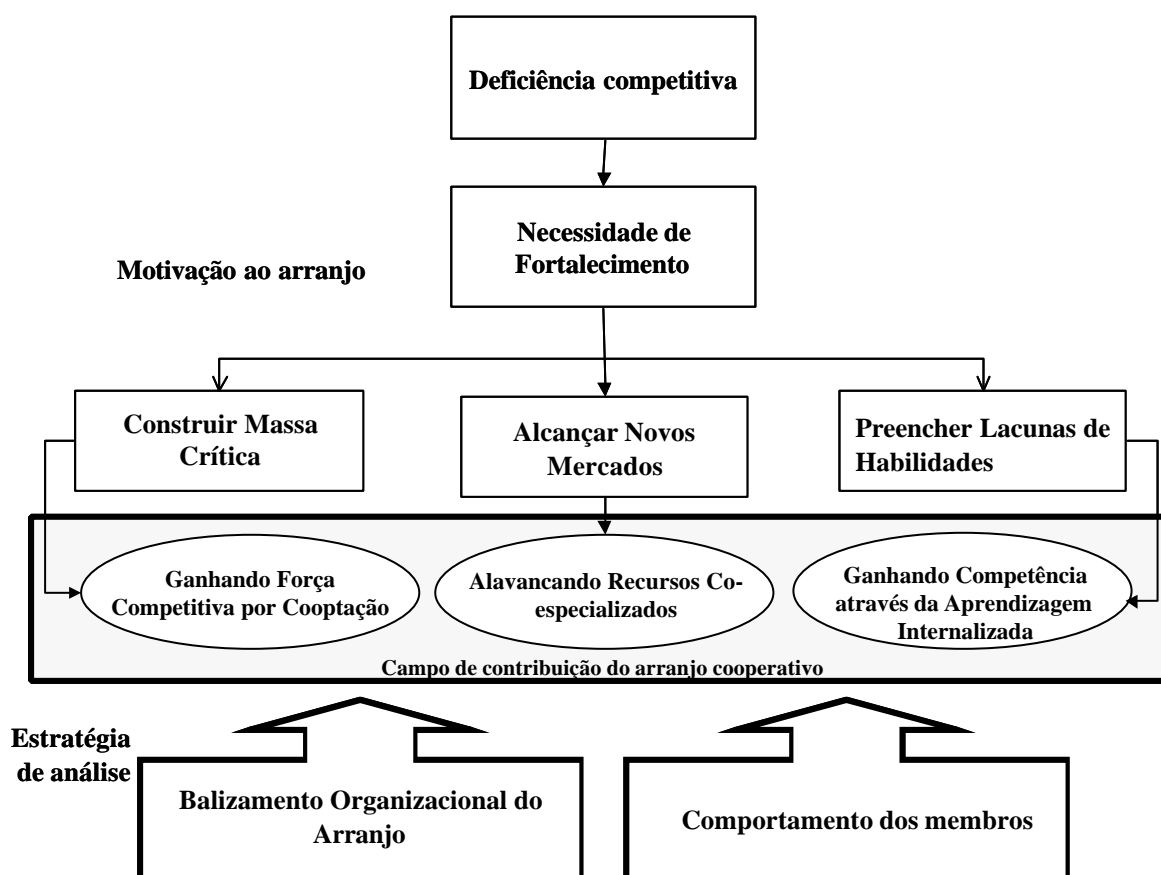 Deficiência competitiva
Necessidade de
Fortalecimento
Motivação ao arranjo
Construir Massa
Crítica
Alcançar Novos
Mercados
Preencher Lacunas de
Habilidades
Ganhando Força
Competitiva por Cooptação
Alavancando Recursos Co-
especializados
Ganhando Competência
através da Aprendizagem
Internalizada
Campo de contribuição do arranjo cooperativo
Estratégia
de análise
Balizamento Organizacional do
Arranjo
Comportamento dos membros